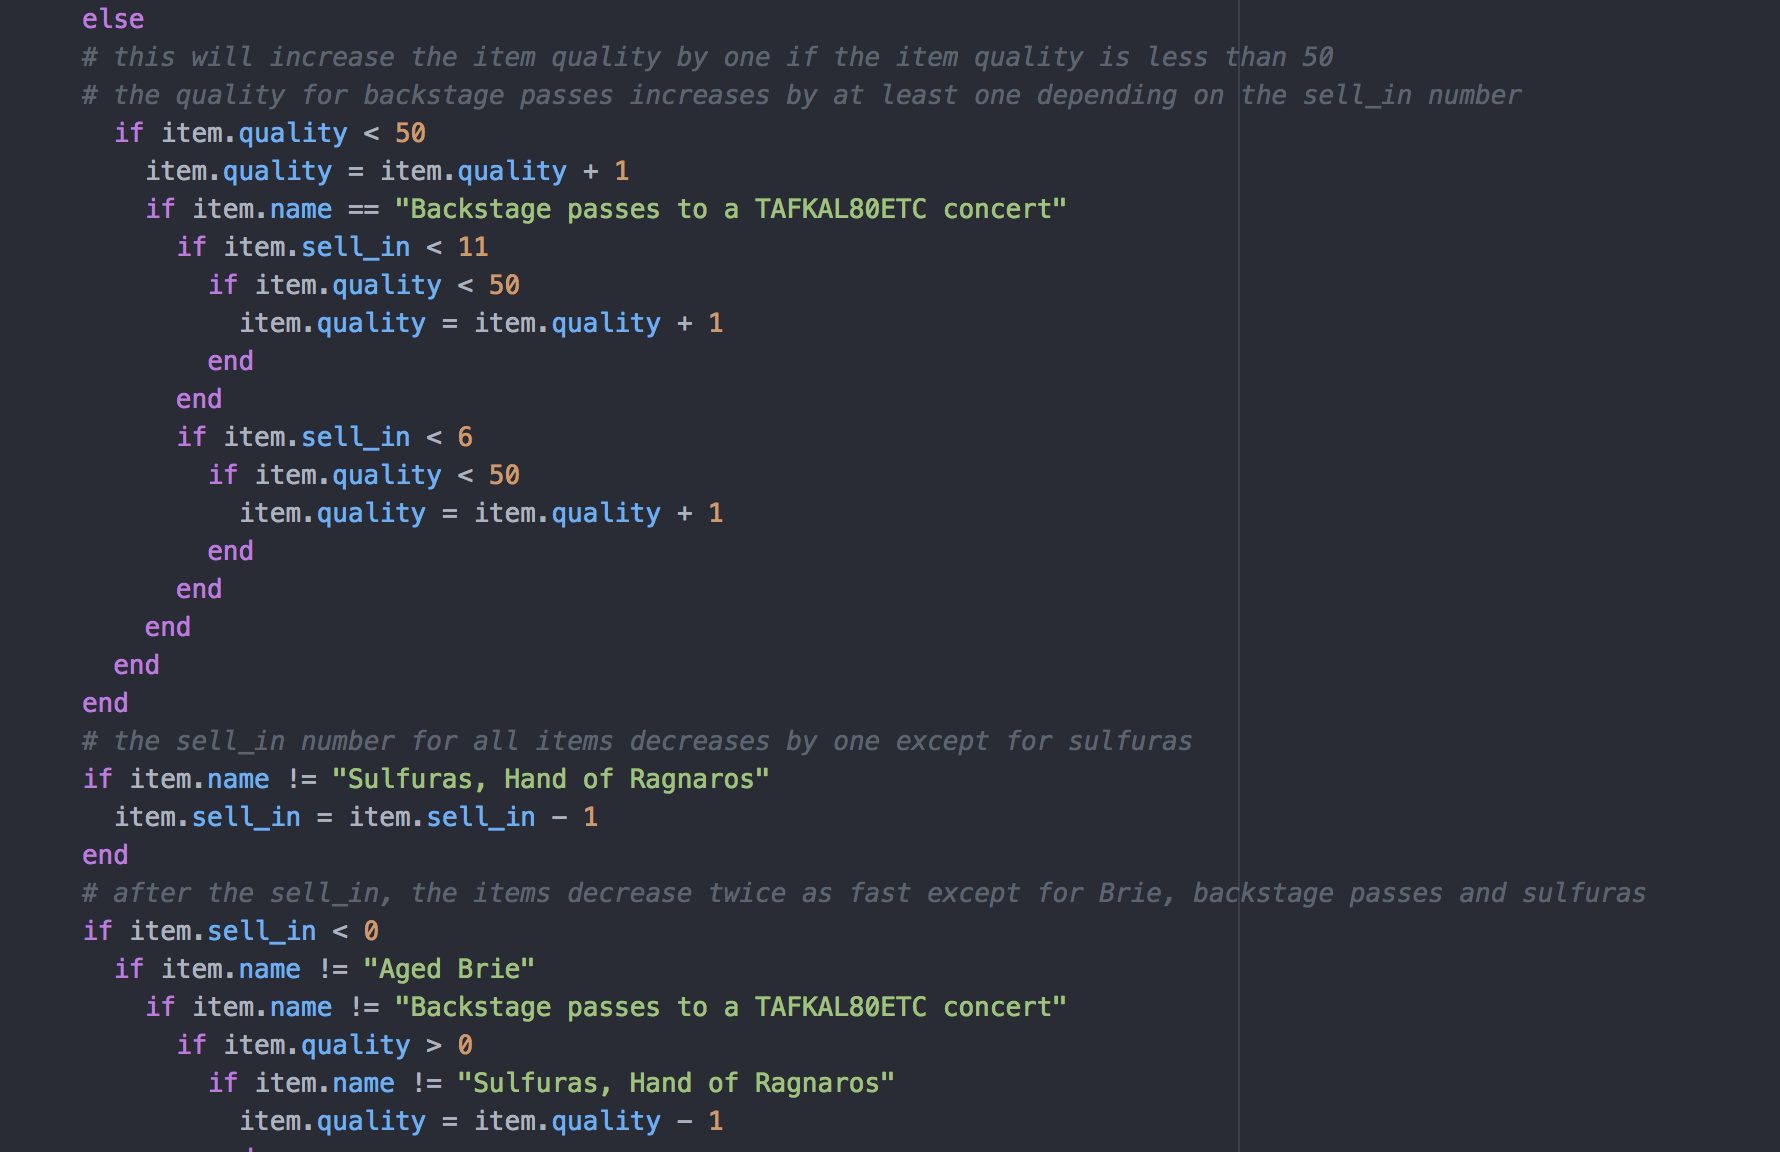 else
# this will increase the item quality by one if the item quality is less than 50
# the quality for backstage passes increases by at least one depending on the sell_in number
if item.quality < 50
item.quality = item.quality + 1
if item.name == "Backstage passes to a TAFKAL80ETC concert"
if item.sell_in < 11
if item.quality < 50
item.quality = item.quality + 1
end
end
if item.sell_in < 6
if item.quality < 50
item.quality = item.quality + 1
end
end
end
end
end
# the sell_in number for all items decreases by one except for sulfuras
if item.name != "Sulfuras, Hand of Ragnaros"
item.sell_in = item.sell_in - 1
end
# after the sell_in, the items decrease twice as fast except for Brie, backstage passes and sulfuras
if item.sell_in < 0
if item.name != "Aged Brie"
if item.name != "Backstage passes to a TAFKAL80ETC concert"
if item.quality > 0
if item.name != "Sulfuras, Hand of Ragnaros"
item.quality = item.quality - 1